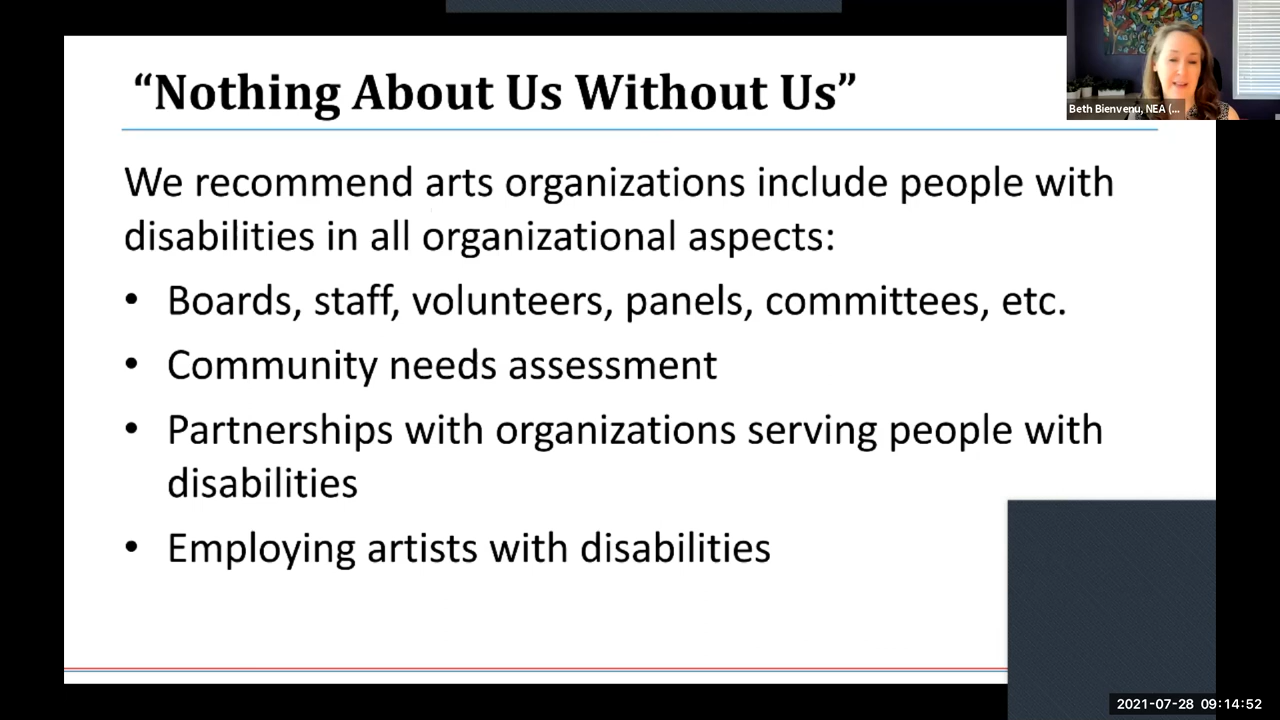 “Nothing About Us Without Us”
Beth Bienvenu, NEA (...
We recommend arts organizations include people with
disabilities in all organizational aspects:
• Boards, staff, volunteers, panels, committees, etc.
• Community needs assessment
• Partnerships with organizations serving people with
disabilities
• Employing artists with disabilities
2021-07-28 09:14:52